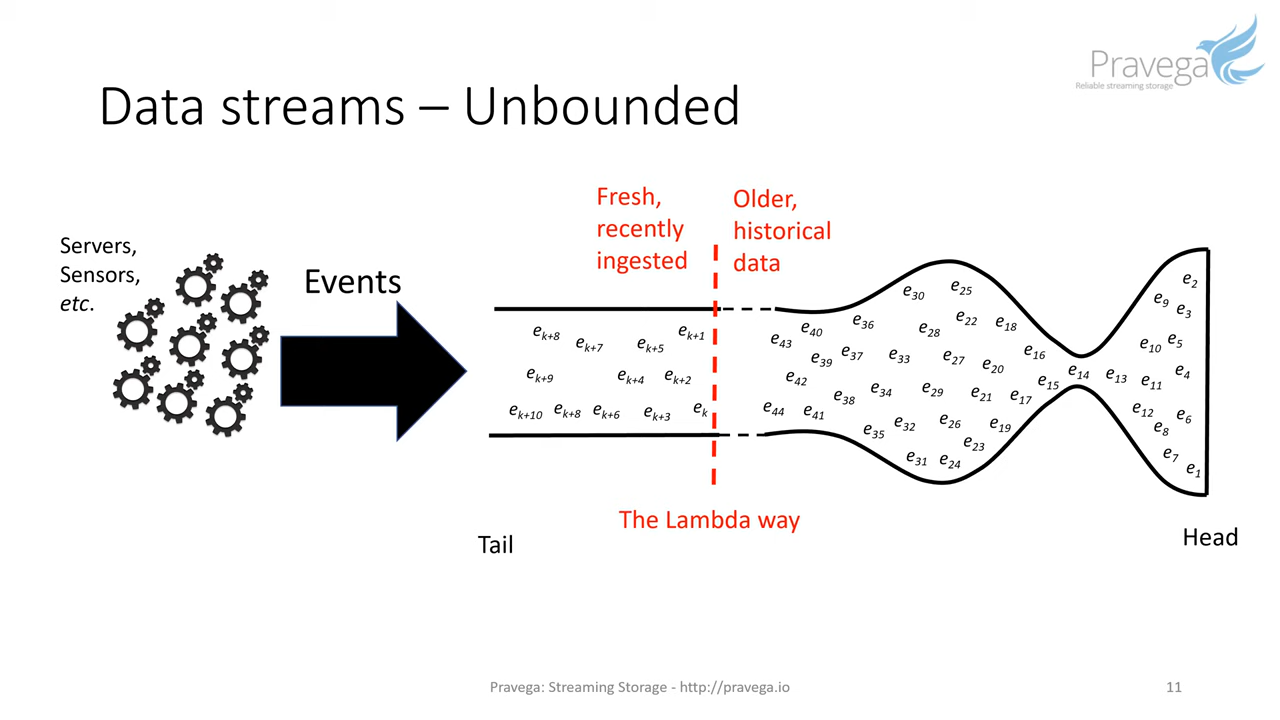 Pravega
Reliable streaming storage
Data streams – Unbounded
Servers,
Sensors,
etc.
Events
Fresh,
recently
ingested
Older,
historical
data
e30 e25 e2
e9 e3
e40 e36 e28 e22 e18
ek+8 ek+7 ek+5 ek+1
e43 e39 e37 e33 e27 e20 e16 e10 e5
ek+9 ek+4 ek+2
e42 e38 e34 e29 e21 e17 e15 e14 e13 e11 e4
ek+10 ek+8 ek+6 ek+3 ek
e44 e41 e35 e32 e26 e19 e12 e8 e6
e31 e24 e23 e7 e1
The Lambda way
Tail
Head
Pravega: Streaming Storage - http://pravega.io
11